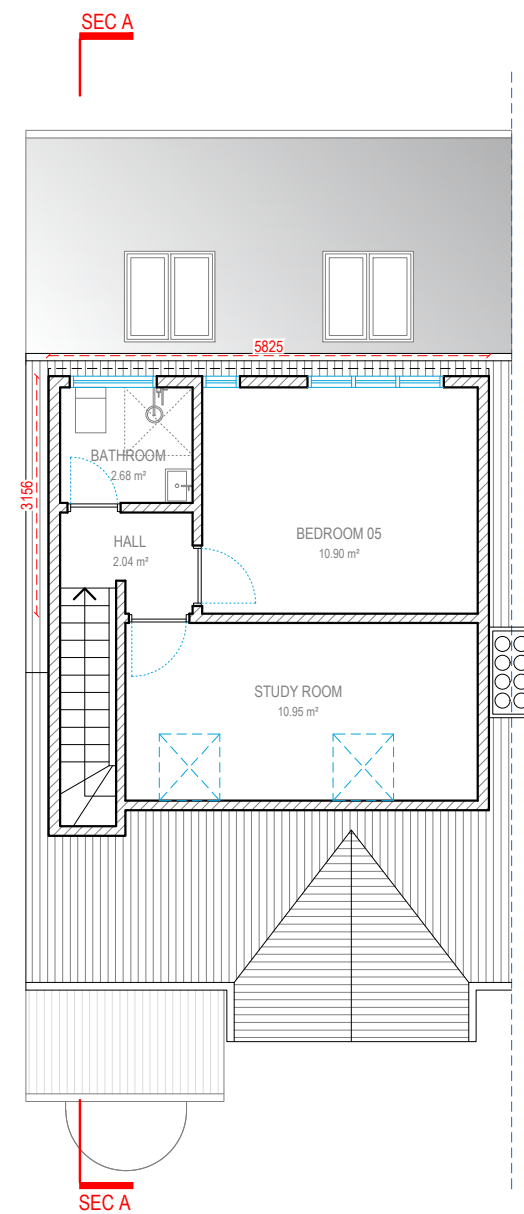 SEC A
5825
3156
BATHROOM
2.68 m²
HALL
2.04 m²
BEDROOM 05
10.90 m²
STUDY ROOM
10.95 m²
SEC A